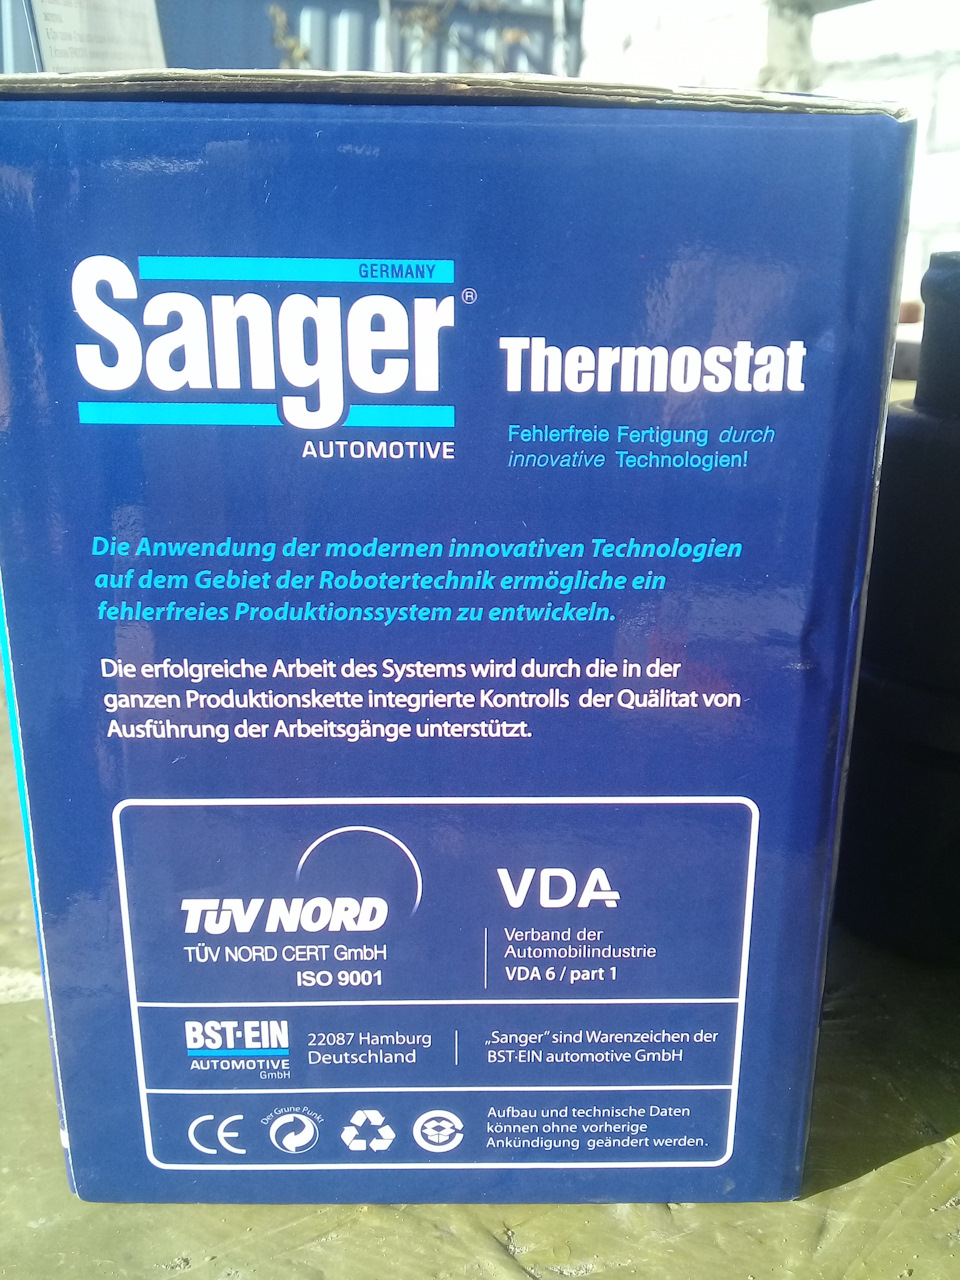 GERMANY
Sanger®
AUTOMOTIVE
Thermostat
Fehlerfreie Fertigung durch
innovative Technologien!
Die Anwendung der modernen innovativen Technologien
auf dem Gebiet der Robotertechnik ermögliche ein
fehlerfreies Produktionssystem zu entwickeln.
Die erfolgreiche Arbeit des Systems wird durch die in der
ganzen Produktionskette integrierte Kontrolls der Quälitat von
Ausführung der Arbeitsgänge unterstützt.
TÜV NORD
TÜV NORD CERT GmbH
ISO 9001
VDA
Verband der
Automobilindustrie
VDA 6 / part 1
BST·EIN
AUTOMOTIVE
GmbH
22087 Hamburg
Deutschland
„Sanger” sind Warenzeichen der
BST·EIN automotive GmbH
CE
Der Grune Punkt
Aufbau und technische Daten
können ohne vorherige
Ankündigung geändert werden.